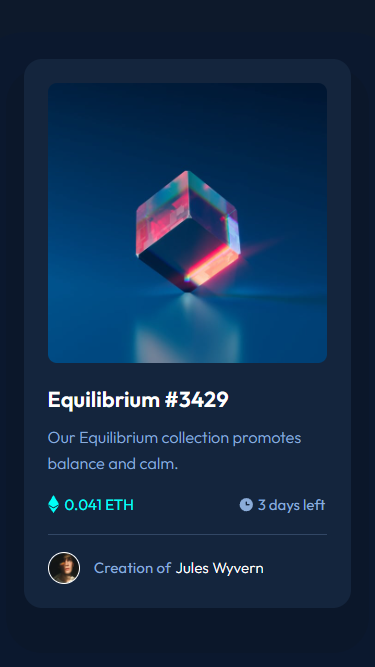 Equilibrium #3429
Our Equilibrium collection promotes
balance and calm.
0.041 ETH
3 days left
Creation of Jules Wyvern